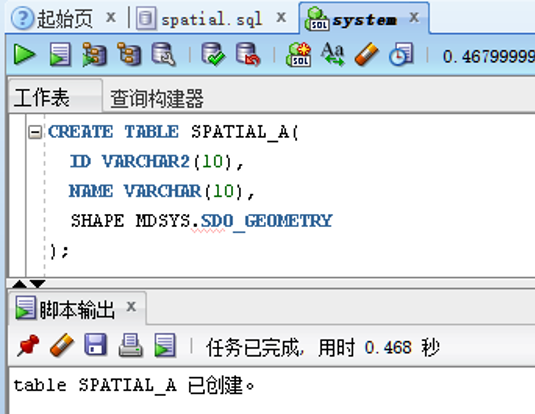 起始页 spatial.sql system
0.46799999
工作表 查询构建器
CREATE TABLE SPATIAL_A(
ID VARCHAR2(10),
NAME VARCHAR(10),
SHAPE MDSYS.SDO_GEOMETRY
);
脚本输出
任务已完成, 用时 0.468 秒
table SPATIAL_A 已创建。